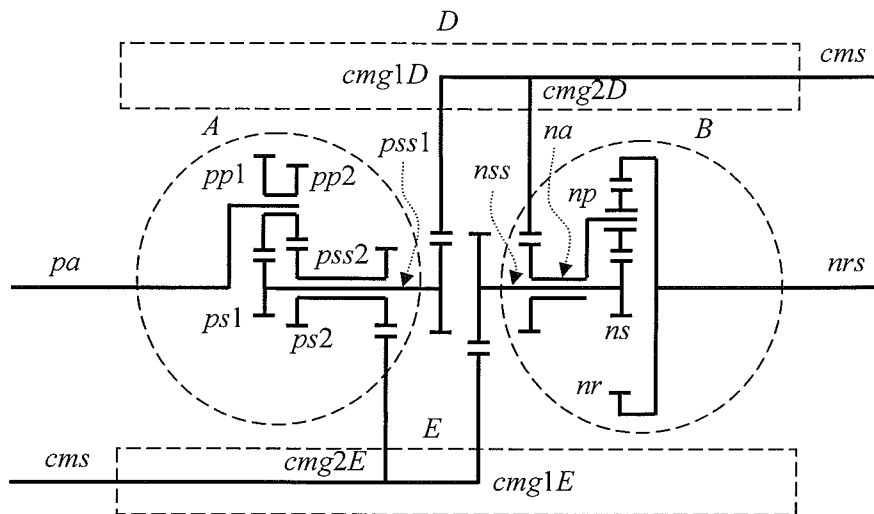 D
cms
cmg1D
cmg2D
A
pss1
na
B
pp1
pp2
nss
np
pss2
pa
nrs
ps1
ps2
ns
nr
E
cms
cmg2E
cmg1E